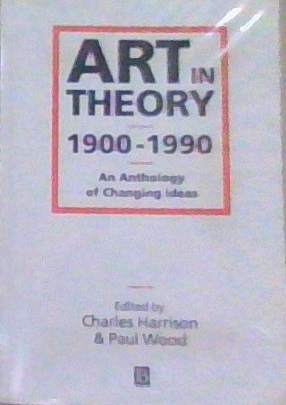 ART IN
THEORY
1900-1990
An Anthology
of Changing Ideas
Edited by
Charles Harrison
& Paul Wood
B